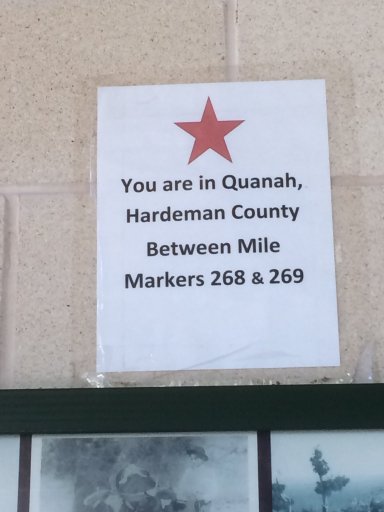 You are in Quanah,
Hardeman County
Between Mile
Markers 268 & 269